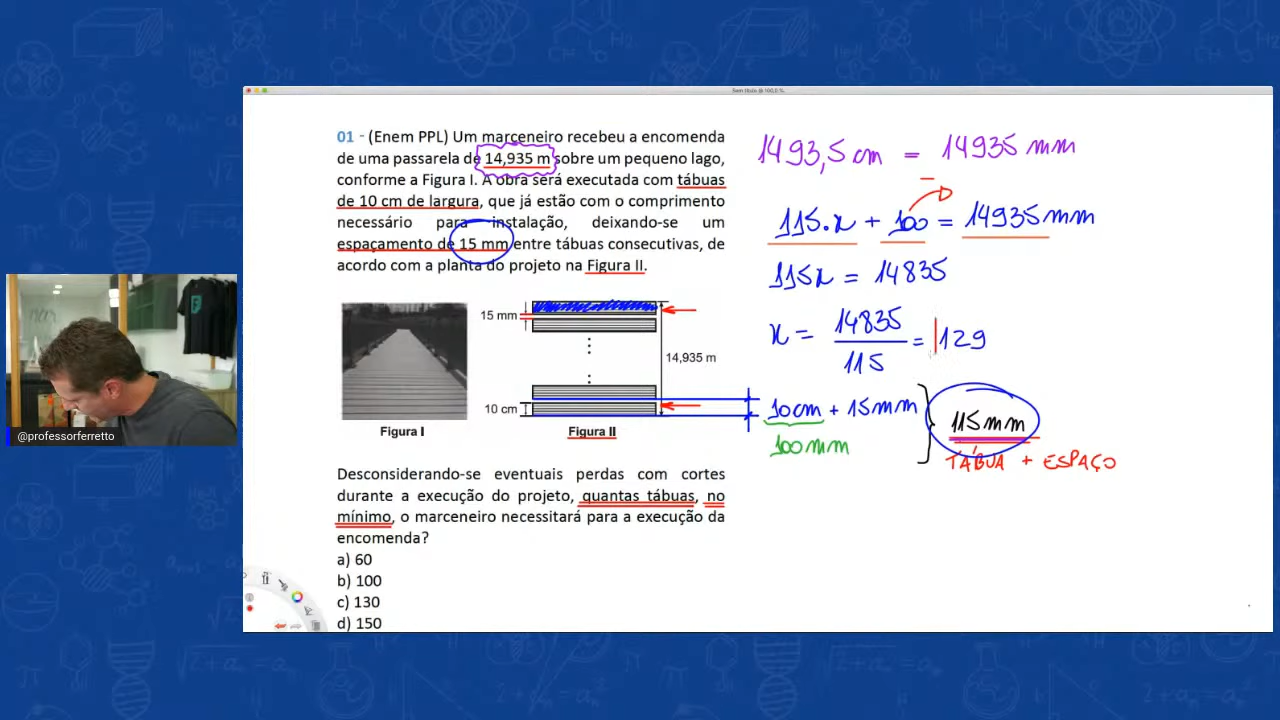 Sem título @ 100,0 %
01 - (Enem PPL) Um marceneiro recebeu a encomenda
de uma passarela de 14,935 m sobre um pequeno lago,
conforme a Figura I. A obra será executada com tábuas
de 10 cm de largura, que já estão com o comprimento
necessário para instalação, deixando-se um
espaçamento de 15 mm entre tábuas consecutivas, de
acordo com a planta do projeto na Figura II.
15 mm
14,935 m
10 cm
Figura I
Figura II
Desconsiderando-se eventuais perdas com cortes
durante a execução do projeto, quantas tábuas, no
mínimo, o marceneiro necessitará para a execução da
encomenda?
a) 60
b) 100
c) 130
d) 150
1493,5 cm = 14935 mm
115.x + 100 = 14935 mm
115x = 14835
x = 14835 / 115 = 129
10cm + 15mm
100mm
115mm
TÁBUA + ESPAÇO
@professorferretto